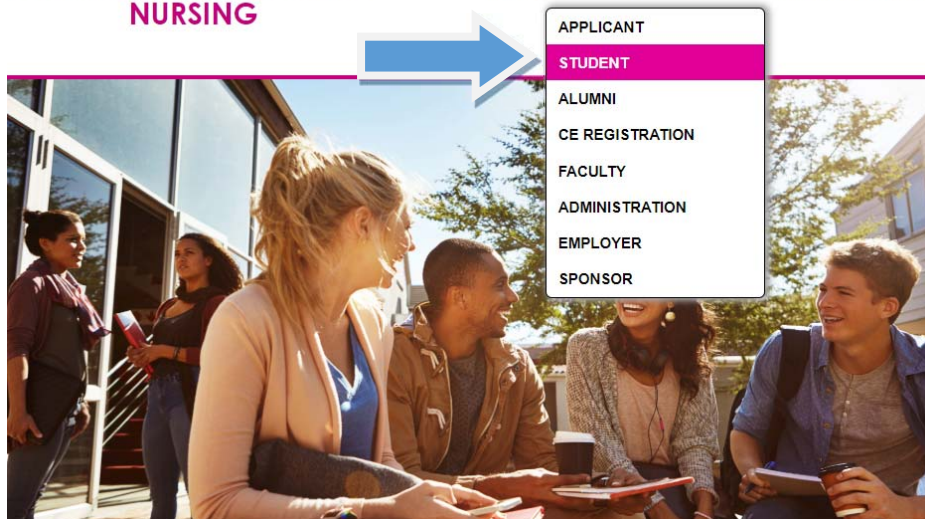 NURSING
APPLICANT
STUDENT
ALUMNI
CE REGISTRATION
FACULTY
ADMINISTRATION
EMPLOYER
SPONSOR